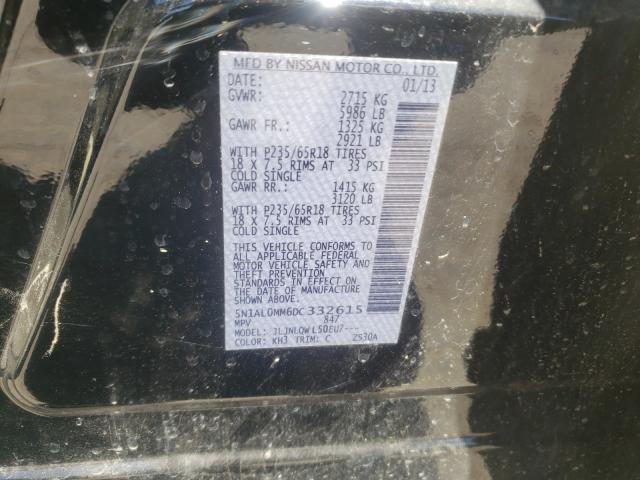 MFD BY NISSAN MOTOR CO., LTD.
DATE: 01/13
GVWR: 2715 KG
5986 LB
GAWR FR.: 1325 KG
2921 LB
WITH P235/65R18 TIRES
18 X 7.5 RIMS AT 33 PSI
COLD SINGLE
GAWR RR.: 1415 KG
3120 LB
WITH P235/65R18 TIRES
18 X 7.5 RIMS AT 33 PSI
COLD SINGLE
THIS VEHICLE CONFORMS TO
ALL APPLICABLE FEDERAL
MOTOR VEHICLE SAFETY AND
THEFT PREVENTION
STANDARDS IN EFFECT ON
THE DATE OF MANUFACTURE
5N1AL0MM6DC332615
MPV 847
MODEL: JLJNLQWL50EU7---
COLOR: KH3 TRIM: C 2930A